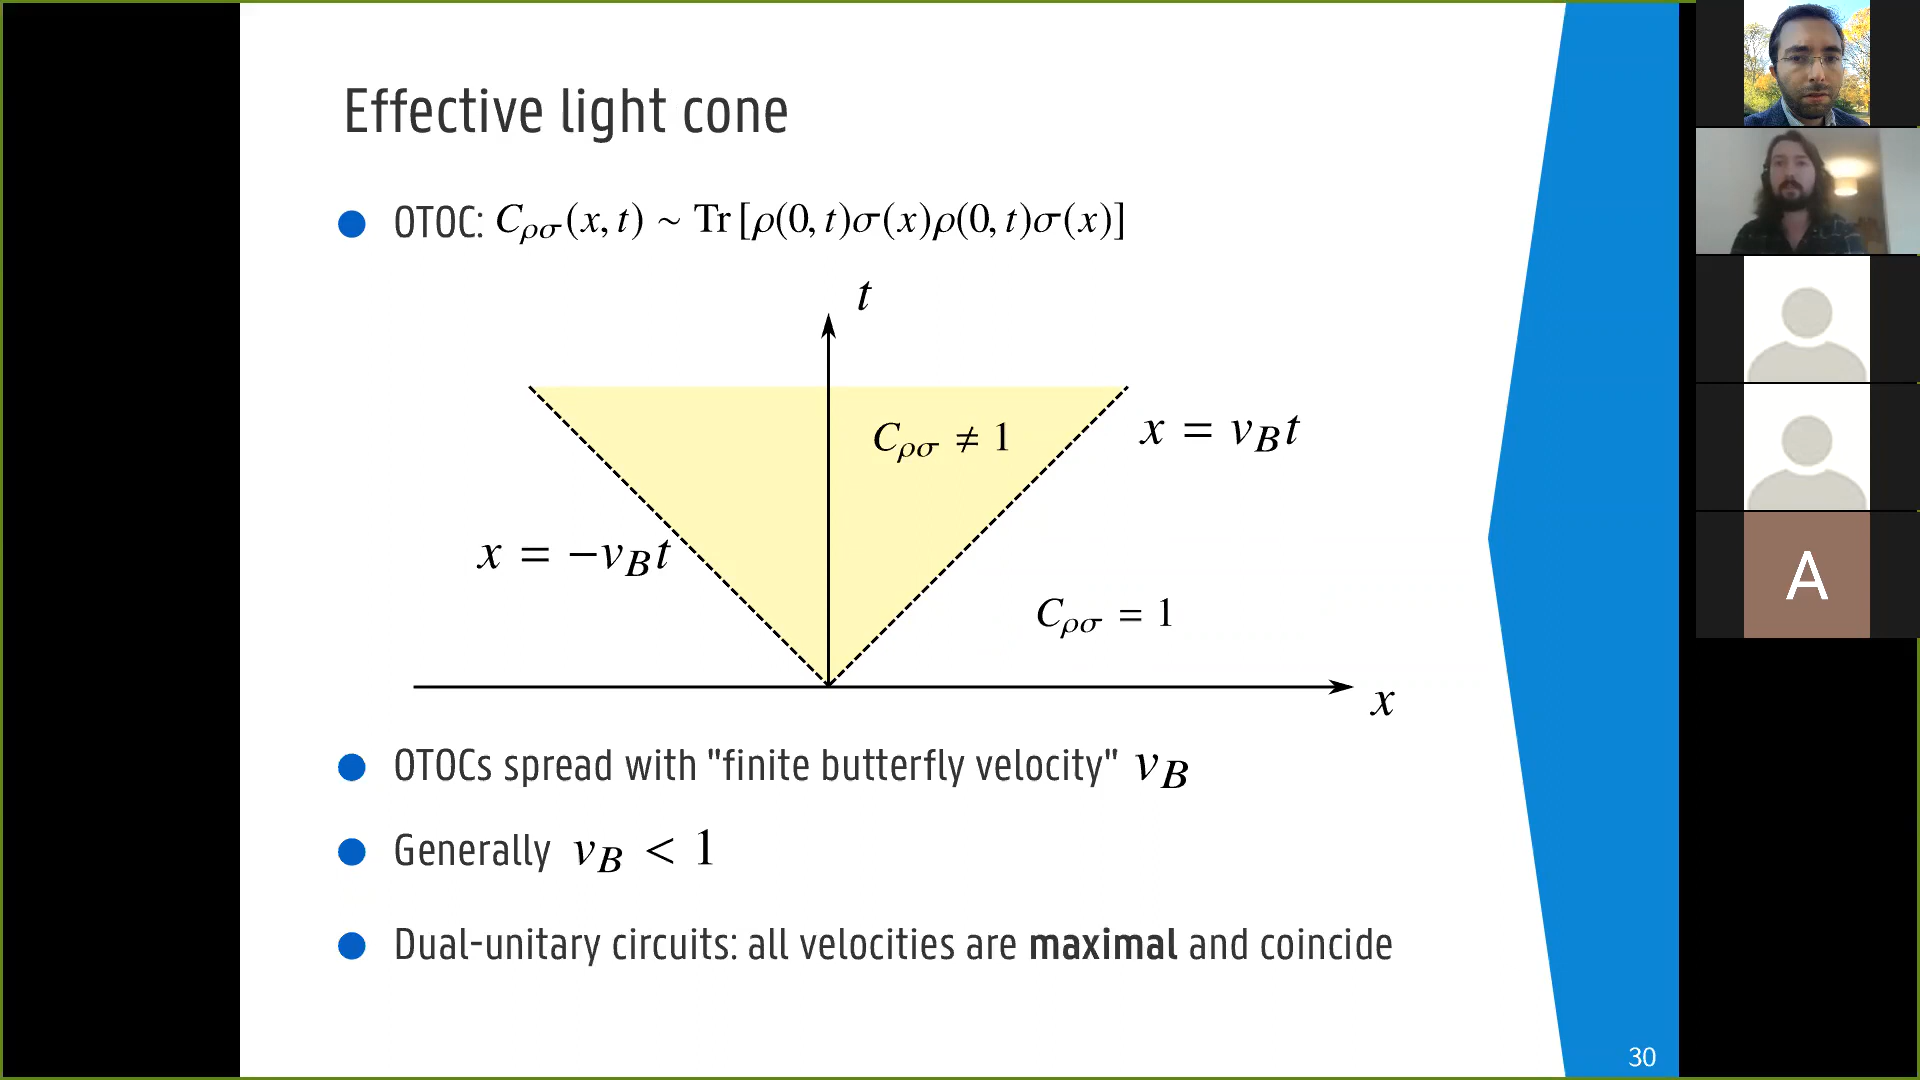 Effective light cone
OTOC: C_{ρσ}(x, t) ∼ Tr [ρ(0, t)σ(x)ρ(0, t)σ(x)]
t
C_{ρσ} ≠ 1
x = v_B t
x = −v_B t
C_{ρσ} = 1
x
OTOCs spread with "finite butterfly velocity" v_B
Generally v_B < 1
Dual-unitary circuits: all velocities are maximal and coincide
30
A